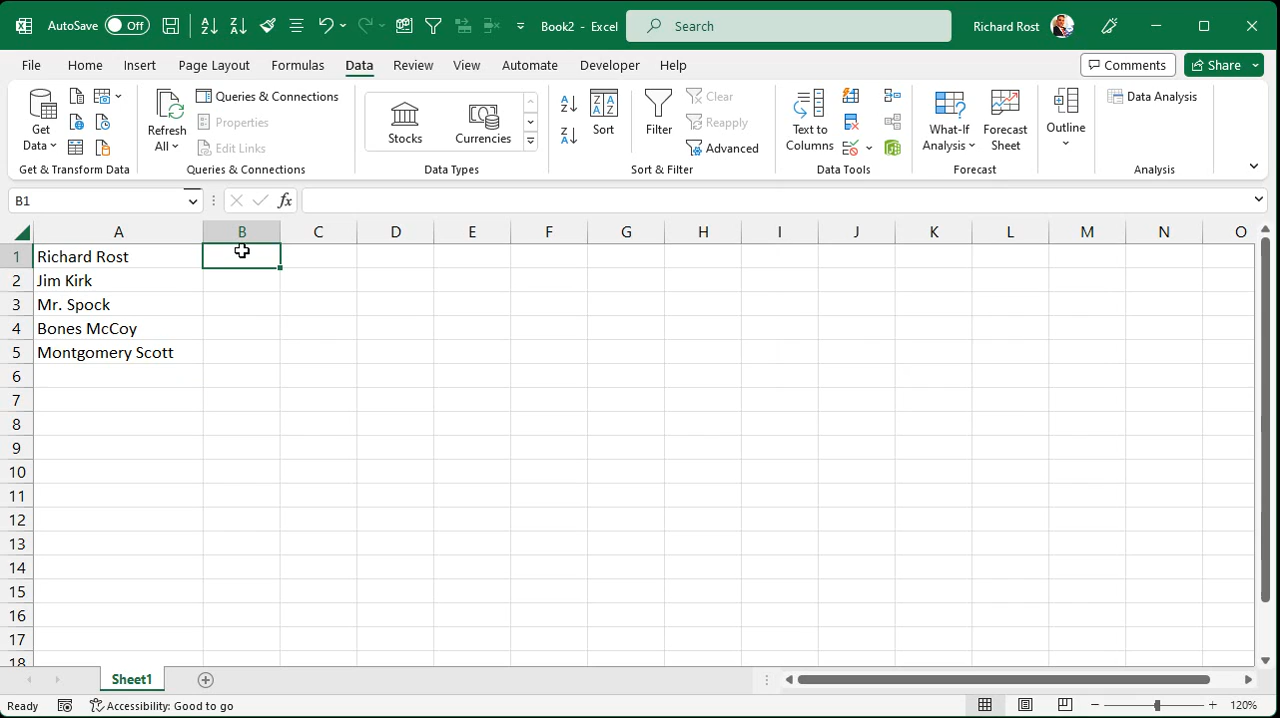 AutoSave Off Book2 - Excel Search Richard Rost
File Home Insert Page Layout Formulas Data Review View Automate Developer Help Comments Share
Get Data
Refresh All
Queries & Connections
Properties
Edit Links
Stocks Currencies
Sort
Filter
Clear
Reapply
Advanced
Text to Columns
What-If Analysis
Forecast Sheet
Outline
Data Analysis
Get & Transform Data Queries & Connections Data Types Sort & Filter Data Tools Forecast Analysis
B1 fx
A B C D E F G H I J K L M N O
1 Richard Rost
2 Jim Kirk
3 Mr. Spock
4 Bones McCoy
5 Montgomery Scott
6
7
8
9
10
11
12
13
14
15
16
17
18
Sheet1
Ready Accessibility: Good to go 120%